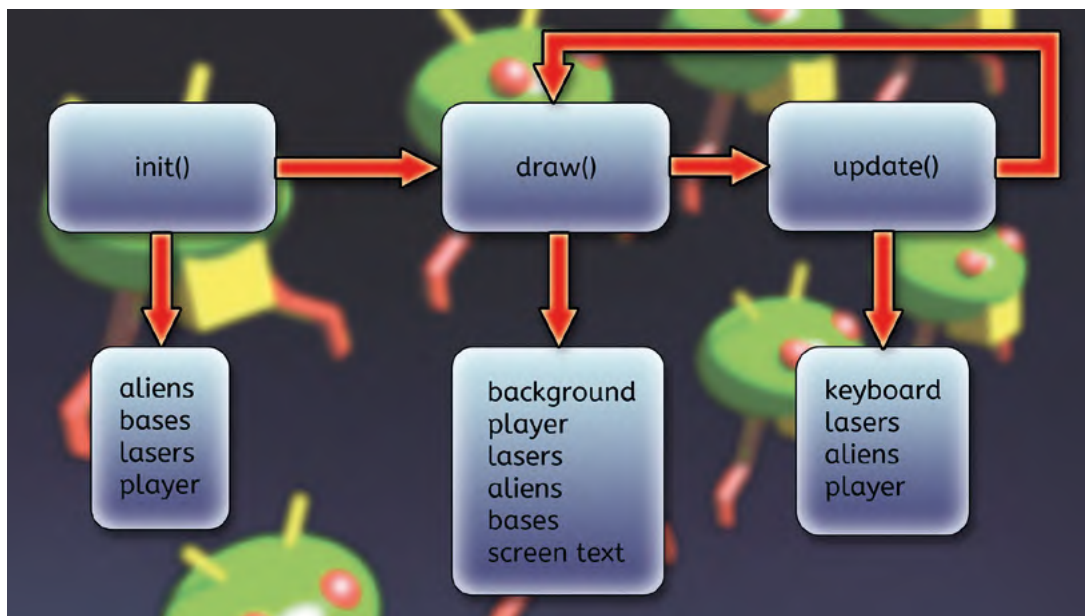 init()
draw()
update()
aliens
bases
lasers
player
background
player
lasers
aliens
bases
screen text
keyboard
lasers
aliens
player